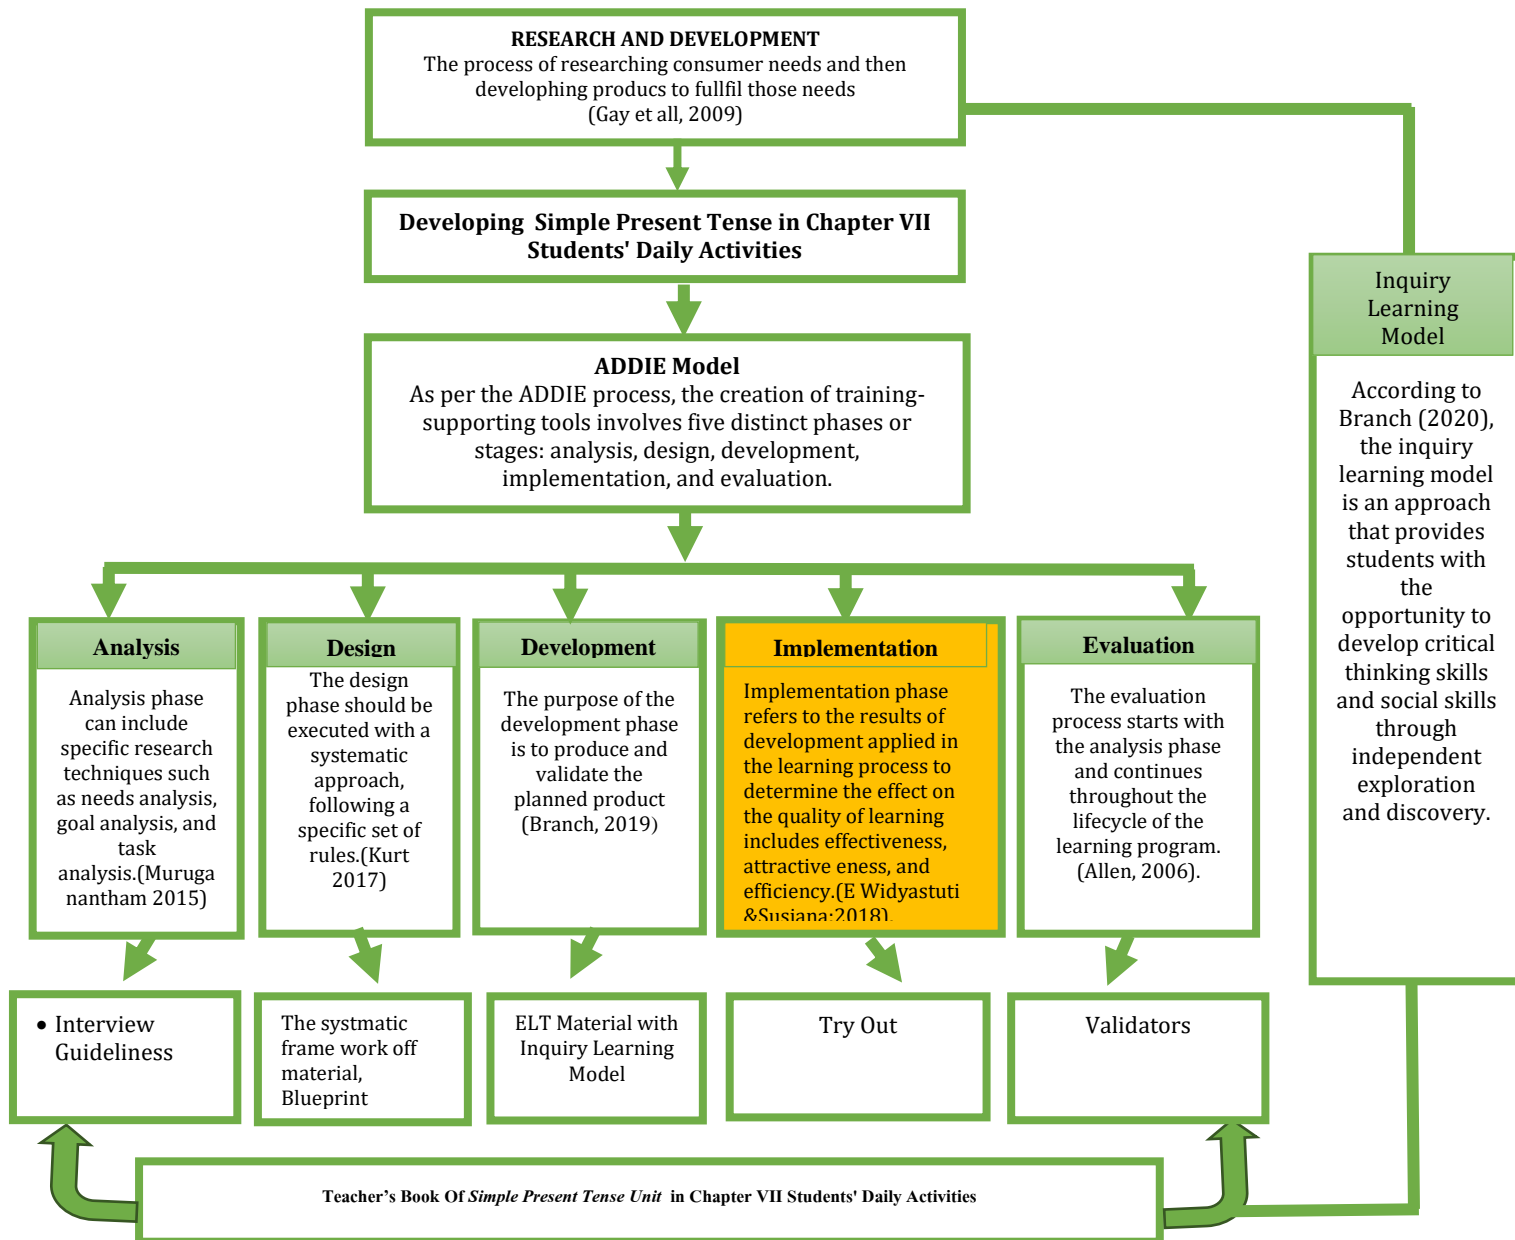 RESEARCH AND DEVELOPMENT
The process of researching consumer needs and then
develophing producs to fullfil those needs
(Gay et all, 2009)
Developing Simple Present Tense in Chapter VII
Students' Daily Activities
ADDIE Model
As per the ADDIE process, the creation of training-
supporting tools involves five distinct phases or
stages: analysis, design, development,
implementation, and evaluation.
Inquiry
Learning
Model
According to
Branch (2020),
the inquiry
learning model
is an approach
that provides
students with
the
opportunity to
develop critical
thinking skills
and social skills
through
independent
exploration
and discovery.
Analysis
Analysis phase
can include
specific research
techniques such
as needs analysis,
goal analysis, and
task
analysis.(Muruga
nantham 2015)
Design
The design
phase should be
executed with a
systematic
approach,
following a
specific set of
rules.(Kurt
2017)
Development
The purpose of the
development phase
is to produce and
validate the
planned product
(Branch, 2019)
Implementation
Implementation phase
refers to the results of
development applied in
the learning process to
determine the effect on
the quality of learning
includes effectiveness,
attractive eness, and
efficiency.(E Widyastuti
&Susiana:2018).
Evaluation
The evaluation
process starts with
the analysis phase
and continues
throughout the
lifecycle of the
learning program.
(Allen, 2006).
• Interview
Guideliness
The systmatic
frame work off
material,
Blueprint
ELT Material with
Inquiry Learning
Model
Try Out
Validators
Teacher's Book Of Simple Present Tense Unit in Chapter VII Students' Daily Activities